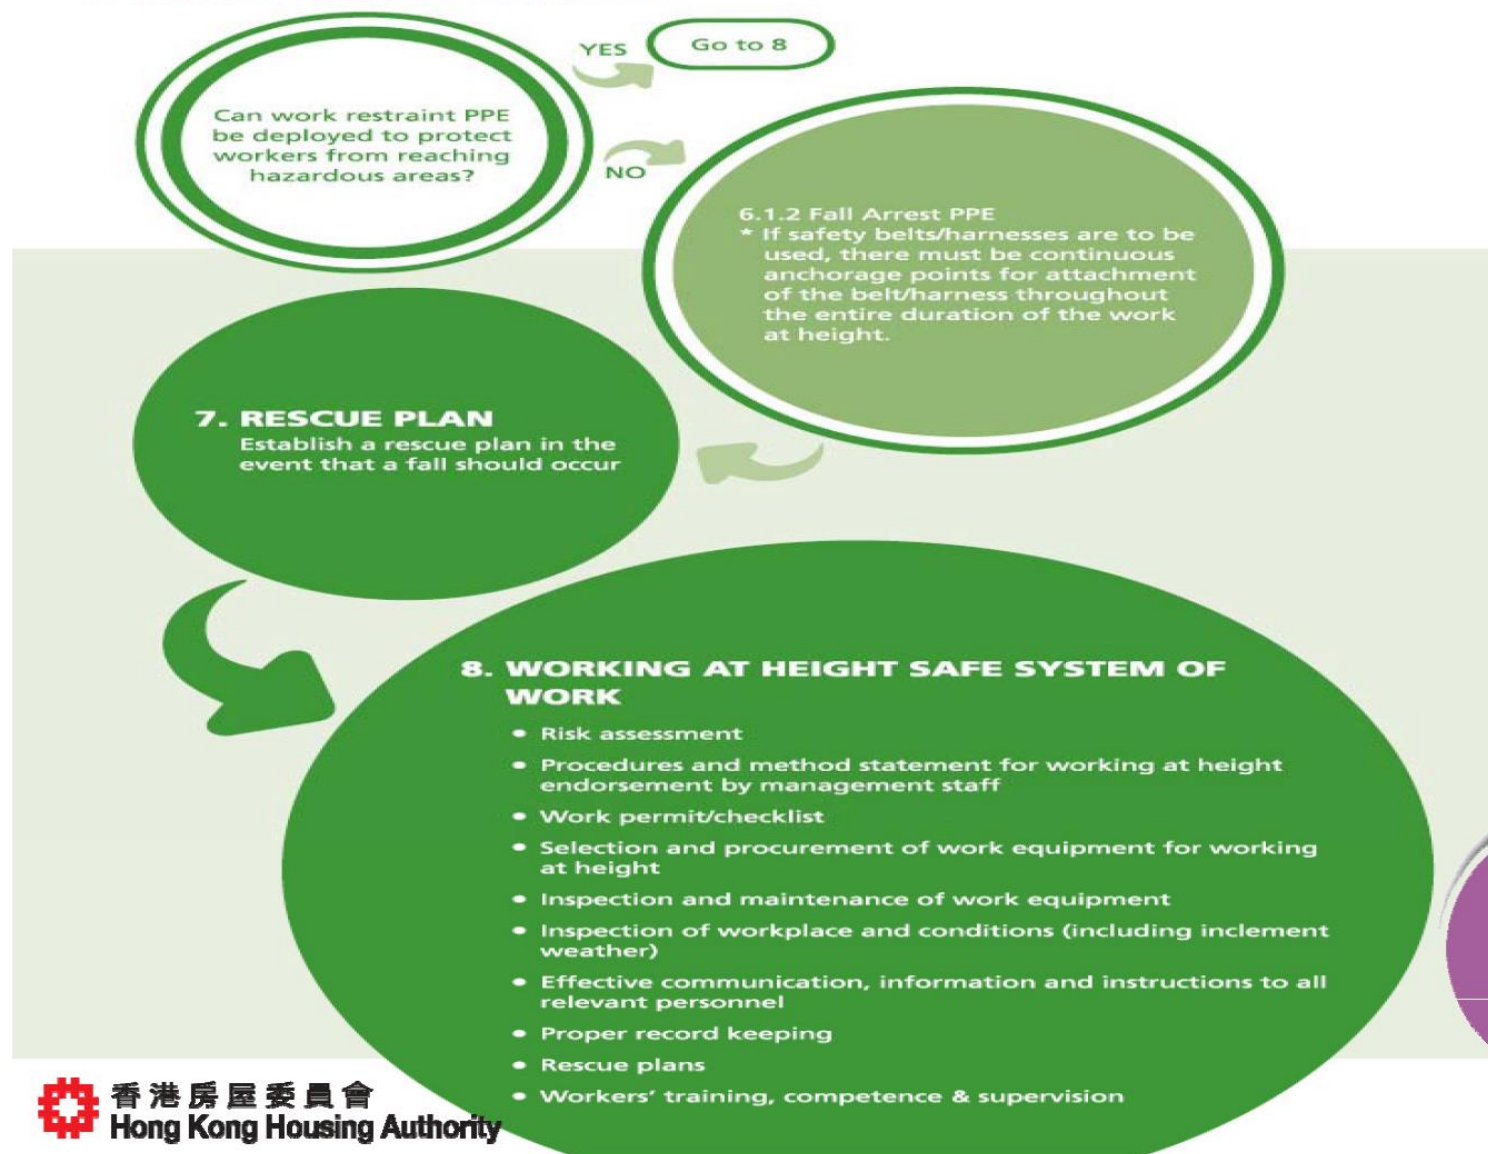 Can work restraint PPE
be deployed to protect
workers from reaching
hazardous areas?
YES
Go to 8
NO
6.1.2 Fall Arrest PPE
* If safety belts/harnesses are to be
used, there must be continuous
anchorage points for attachment
of the belt/harness throughout
the entire duration of the work
at height.
7. RESCUE PLAN
Establish a rescue plan in the
event that a fall should occur
8. WORKING AT HEIGHT SAFE SYSTEM OF
WORK
• Risk assessment
• Procedures and method statement for working at height
endorsement by management staff
• Work permit/checklist
• Selection and procurement of work equipment for working
at height
• Inspection and maintenance of work equipment
• Inspection of workplace and conditions (including inclement
weather)
• Effective communication, information and instructions to all
relevant personnel
• Proper record keeping
• Rescue plans
• Workers’ training, competence & supervision
香港房屋委員會
Hong Kong Housing Authority